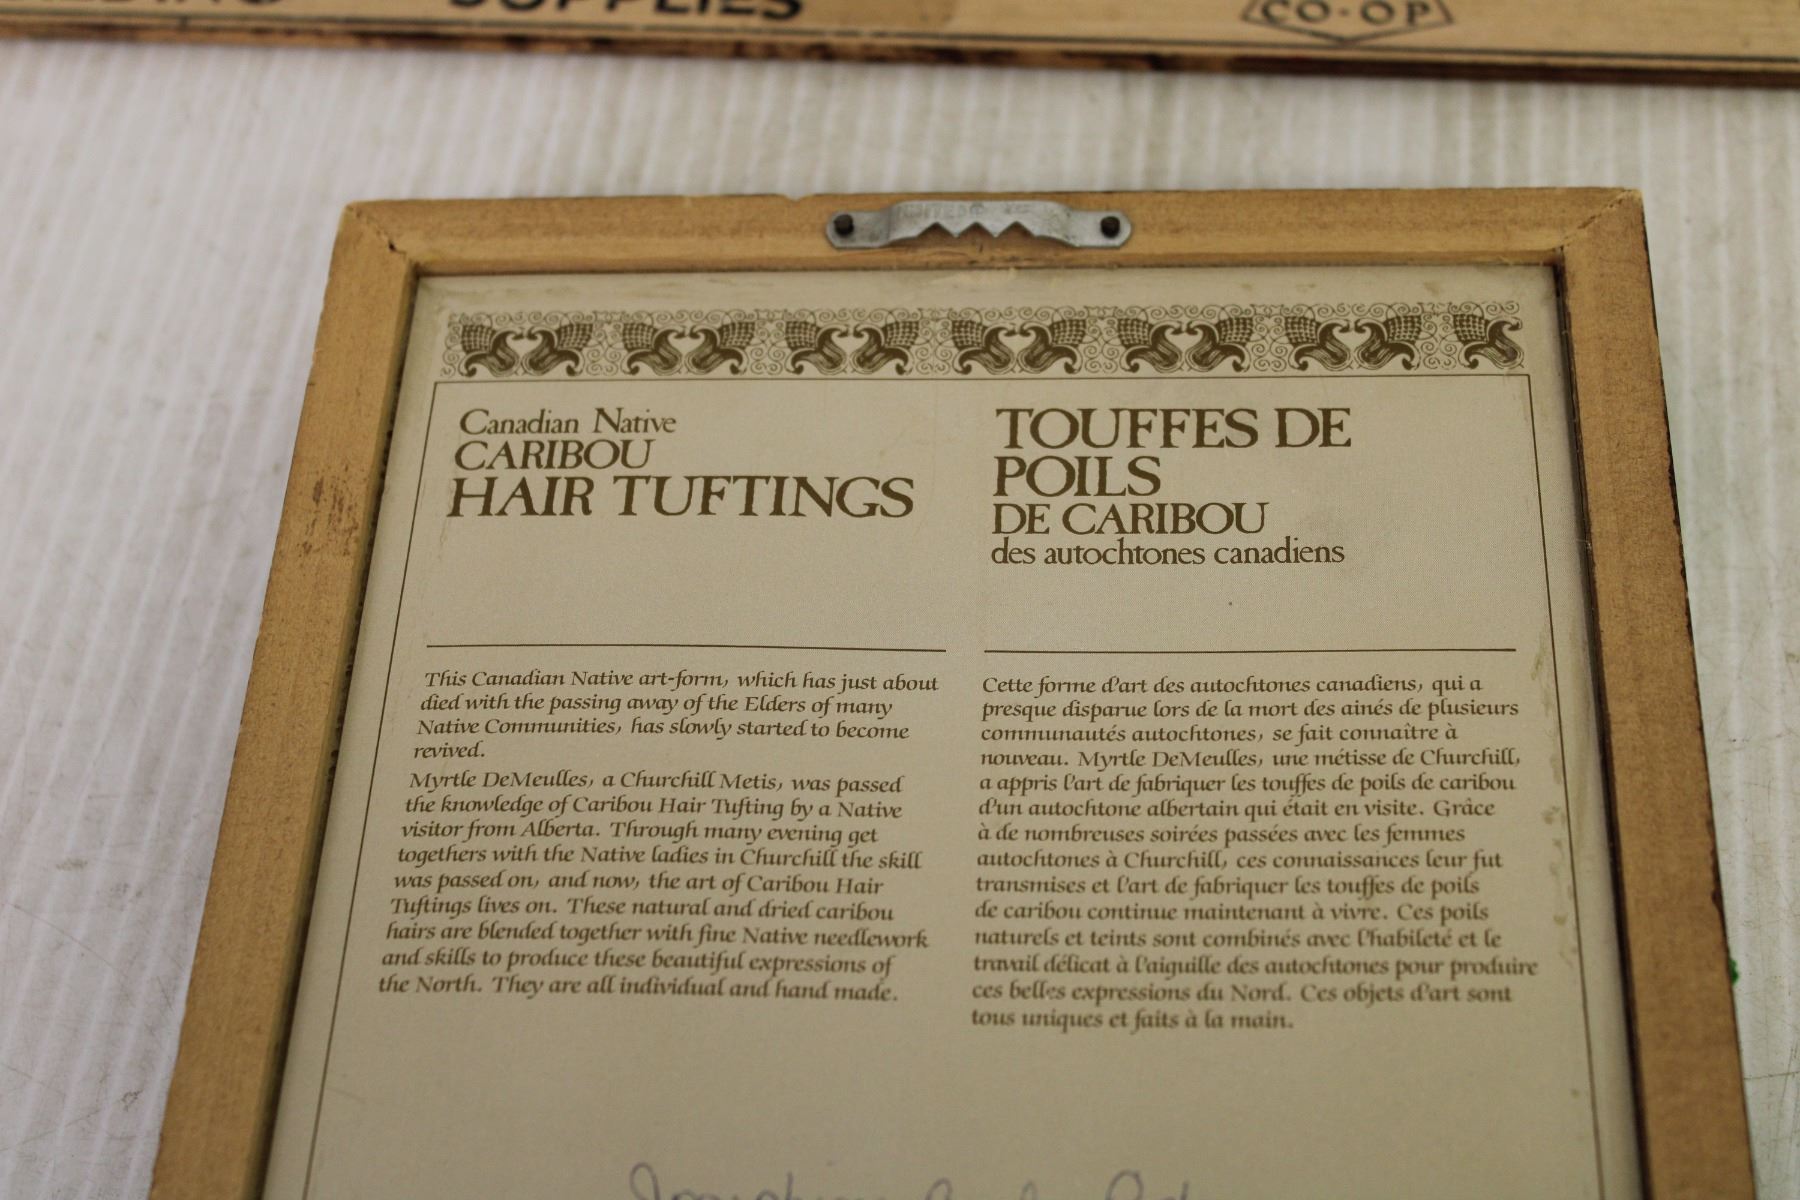 SUPPLIES
CO-OP
Canadian Native
CARIBOU
HAIR TUFTINGS
This Canadian Native art-form, which has just about
died with the passing away of the Elders of many
Native Communities, has slowly started to become
revived.
Myrtle DeMeulles, a Churchill Metis, was passed
the knowledge of Caribou Hair Tufting by a Native
visitor from Alberta. Through many evening get
togethers with the Native ladies in Churchill the skill
was passed on, and now, the art of Caribou Hair
Tuftings lives on. These natural and dried caribou
hairs are blended together with fine Native needlework
and skills to produce these beautiful expressions of
the North. They are all individual and hand made.
TOUFFES DE
POILS
DE CARIBOU
des autochtones canadiens
Cette forme d'art des autochtones canadiens, qui a
presque disparue lors de la mort des ainés de plusieurs
communautés autochtones, se fait connaître à
nouveau. Myrtle DeMeulles, une métisse de Churchill,
a appris l'art de fabriquer les touffes de poils de caribou
d'un autochtone albertain qui était en visite. Grâce
à de nombreuses soirées passées avec les femmes
autochtones à Churchill, ces connaissances leur fut
transmises et l'art de fabriquer les touffes de poils
de caribou continue maintenant à vivre. Ces poils
naturels et teints sont combinés avec l'habileté et le
travail délicat à l'aiguille des autochtones pour produire
ces belles expressions du Nord. Ces objets d'art sont
tous uniques et faits à la main.